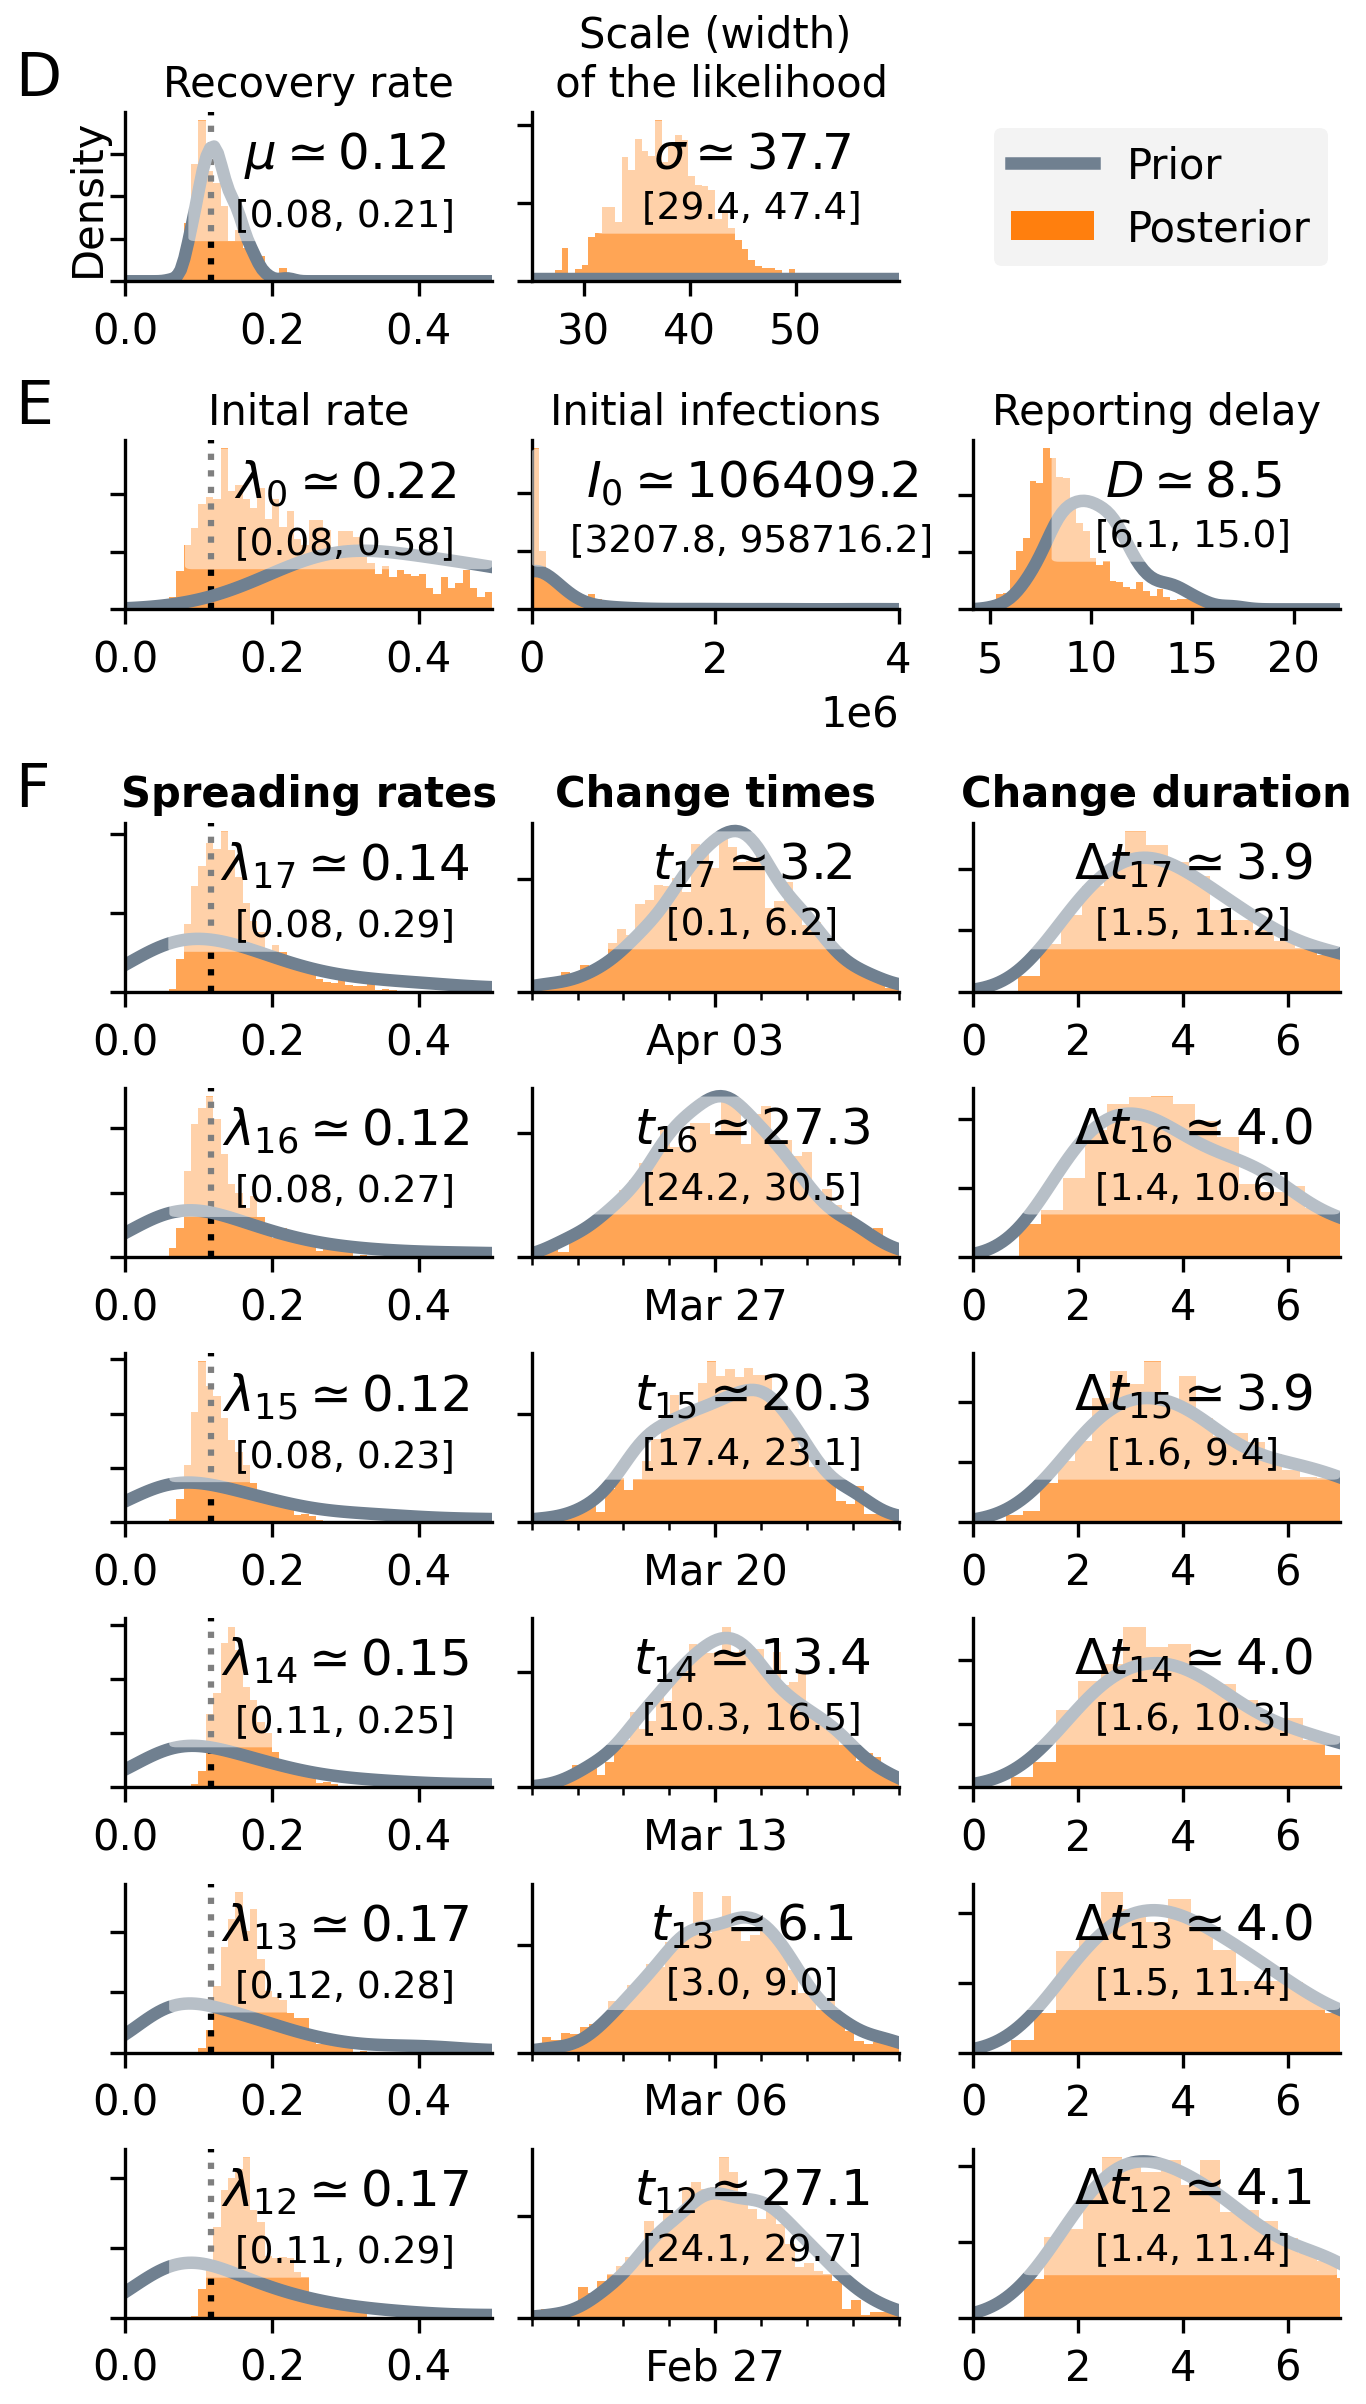 D
Recovery rate
Scale (width)
of the likelihood
Density
μ ≃ 0.12
[0.08, 0.21]
σ ≃ 37.7
[29.4, 47.4]
Prior
Posterior
0.0 0.2 0.4
30 40 50
E
Inital rate
Initial infections
Reporting delay
λ0 ≃ 0.22
[0.08, 0.58]
I0 ≃ 106409.2
[3207.8, 958716.2]
D ≃ 8.5
[6.1, 15.0]
0.0 0.2 0.4
0 2 4
1e6
5 10 15 20
F
Spreading rates
Change times
Change duration
λ17 ≃ 0.14
[0.08, 0.29]
t17 ≃ 3.2
[0.1, 6.2]
Δt17 ≃ 3.9
[1.5, 11.2]
0.0 0.2 0.4
Apr 03
0 2 4 6
λ16 ≃ 0.12
[0.08, 0.27]
t16 ≃ 27.3
[24.2, 30.5]
Δt16 ≃ 4.0
[1.4, 10.6]
0.0 0.2 0.4
Mar 27
0 2 4 6
λ15 ≃ 0.12
[0.08, 0.23]
t15 ≃ 20.3
[17.4, 23.1]
Δt15 ≃ 3.9
[1.6, 9.4]
0.0 0.2 0.4
Mar 20
0 2 4 6
λ14 ≃ 0.15
[0.11, 0.25]
t14 ≃ 13.4
[10.3, 16.5]
Δt14 ≃ 4.0
[1.6, 10.3]
0.0 0.2 0.4
Mar 13
0 2 4 6
λ13 ≃ 0.17
[0.12, 0.28]
t13 ≃ 6.1
[3.0, 9.0]
Δt13 ≃ 4.0
[1.5, 11.4]
0.0 0.2 0.4
Mar 06
0 2 4 6
λ12 ≃ 0.17
[0.11, 0.29]
t12 ≃ 27.1
[24.1, 29.7]
Δt12 ≃ 4.1
[1.4, 11.4]
0.0 0.2 0.4
Feb 27
0 2 4 6